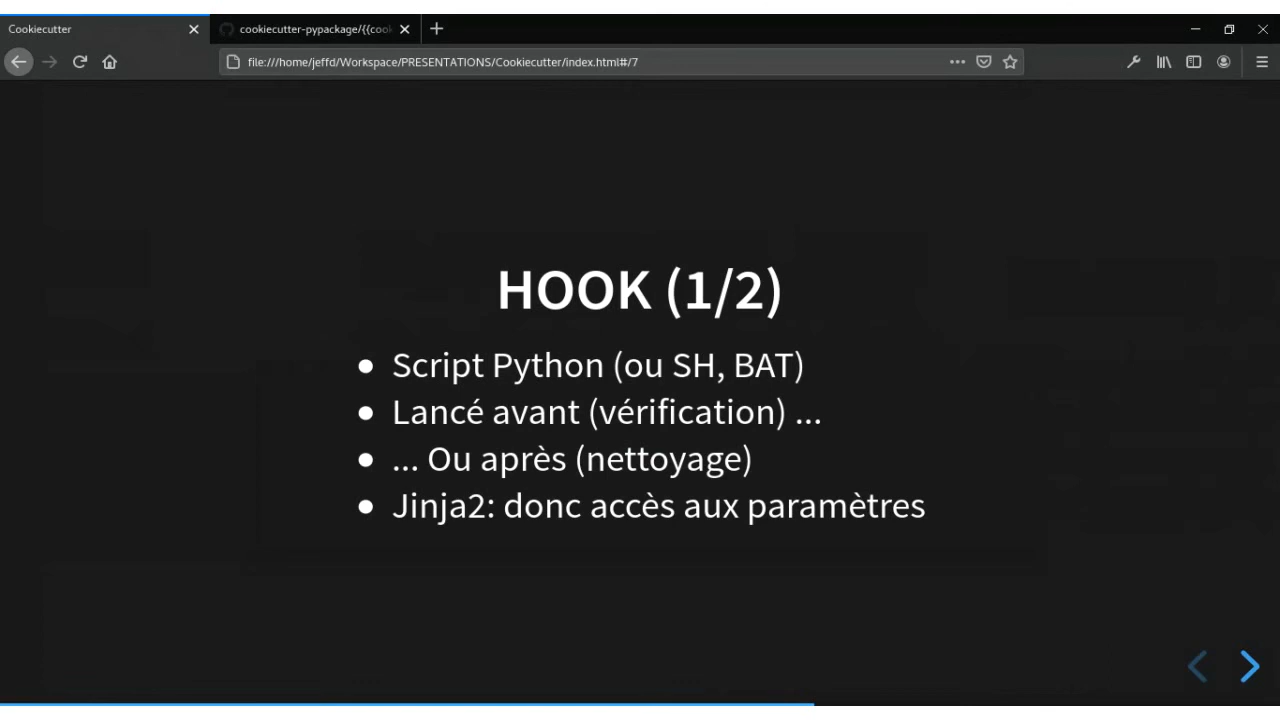 Cookiecutter
cookiecutter-pypackage/{{cool
file:///home/jeffd/Workspace/PRESENTATIONS/Cookiecutter/index.html#/7
HOOK (1/2)
Script Python (ou SH, BAT)
Lancé avant (vérification) ...
... Ou après (nettoyage)
Jinja2: donc accès aux paramètres